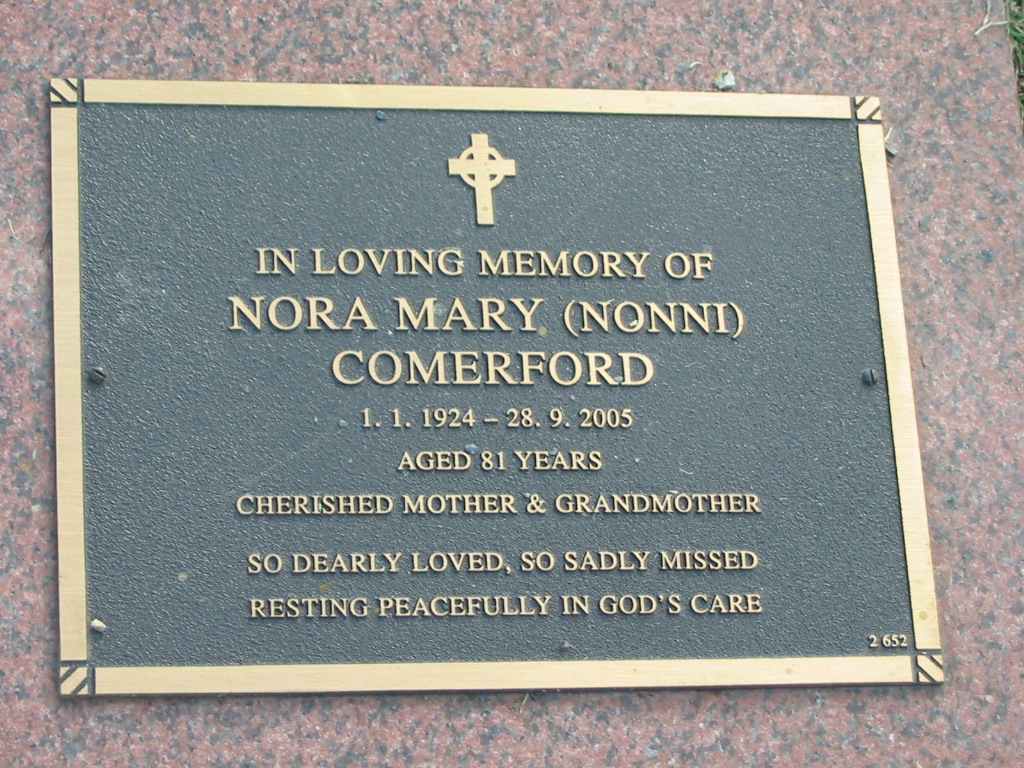 IN LOVING MEMORY OF
NORA MARY (NONNI)
COMERFORD
1. 1. 1924 – 28. 9. 2005
AGED 81 YEARS
CHERISHED MOTHER & GRANDMOTHER
SO DEARLY LOVED, SO SADLY MISSED
RESTING PEACEFULLY IN GOD'S CARE
2 652